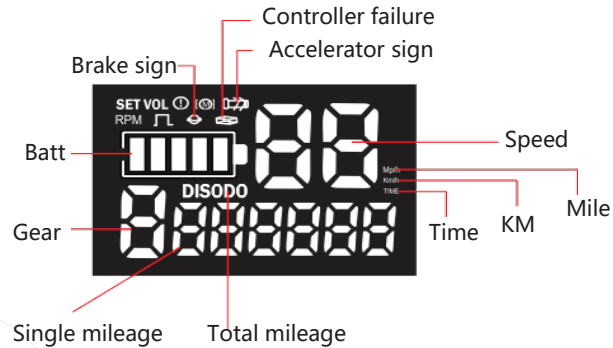 Controller failure
Accelerator sign
Brake sign
SET VOL
RPM
Batt
Speed
Mp/h
Km/h
TIME
Mile
KM
Time
DISODO
Gear
Single mileage
Total mileage